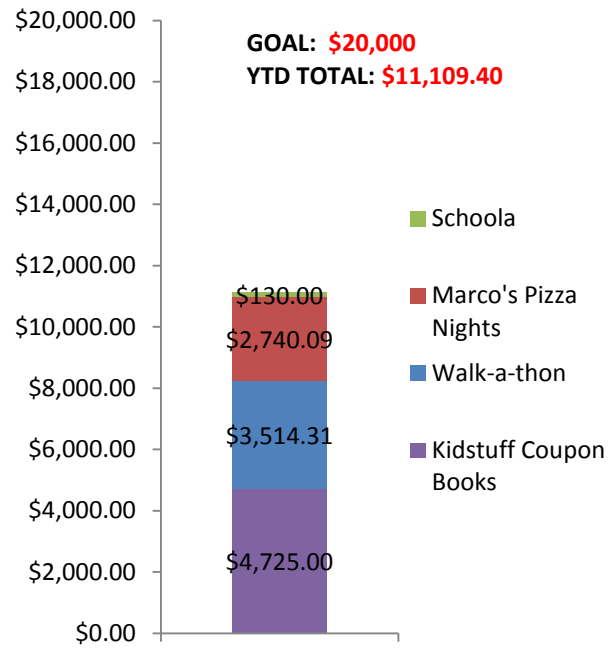 GOAL: $20,000
YTD TOTAL: $11,109.40
$20,000.00
$18,000.00
$16,000.00
$14,000.00
$12,000.00
$10,000.00
$8,000.00
$6,000.00
$4,000.00
$2,000.00
$0.00
$130.00
$2,740.09
$3,514.31
$4,725.00
Schoola
Marco's Pizza
Nights
Walk-a-thon
Kidstuff Coupon
Books